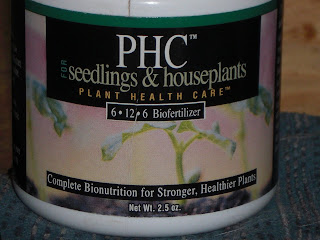 PHC™
FOR
seedlings & houseplants
PLANT HEALTH CARE™
6•12•6 Biofertilizer
Complete Bionutrition for Stronger, Healthier Plants
Net Wt. 2.5 oz.